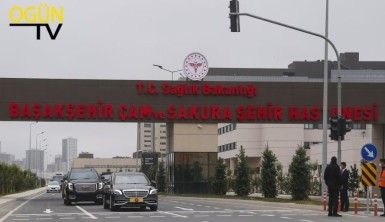 OGÜN
TV
T.C. Sağlık Bakanlığı
BAŞAKŞEHİR ÇAM VE SAKURA ŞEHİR HASTANESİ